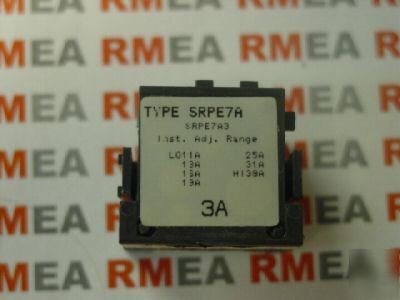 RMEA RMEA RMEA
RMEA
TYPE SRPE7A
SRPE7A3
Inst. Adj. Range
LO11A 25A
13A 31A
16A HI39A
19A
3A
RMEA RMEA RMEA